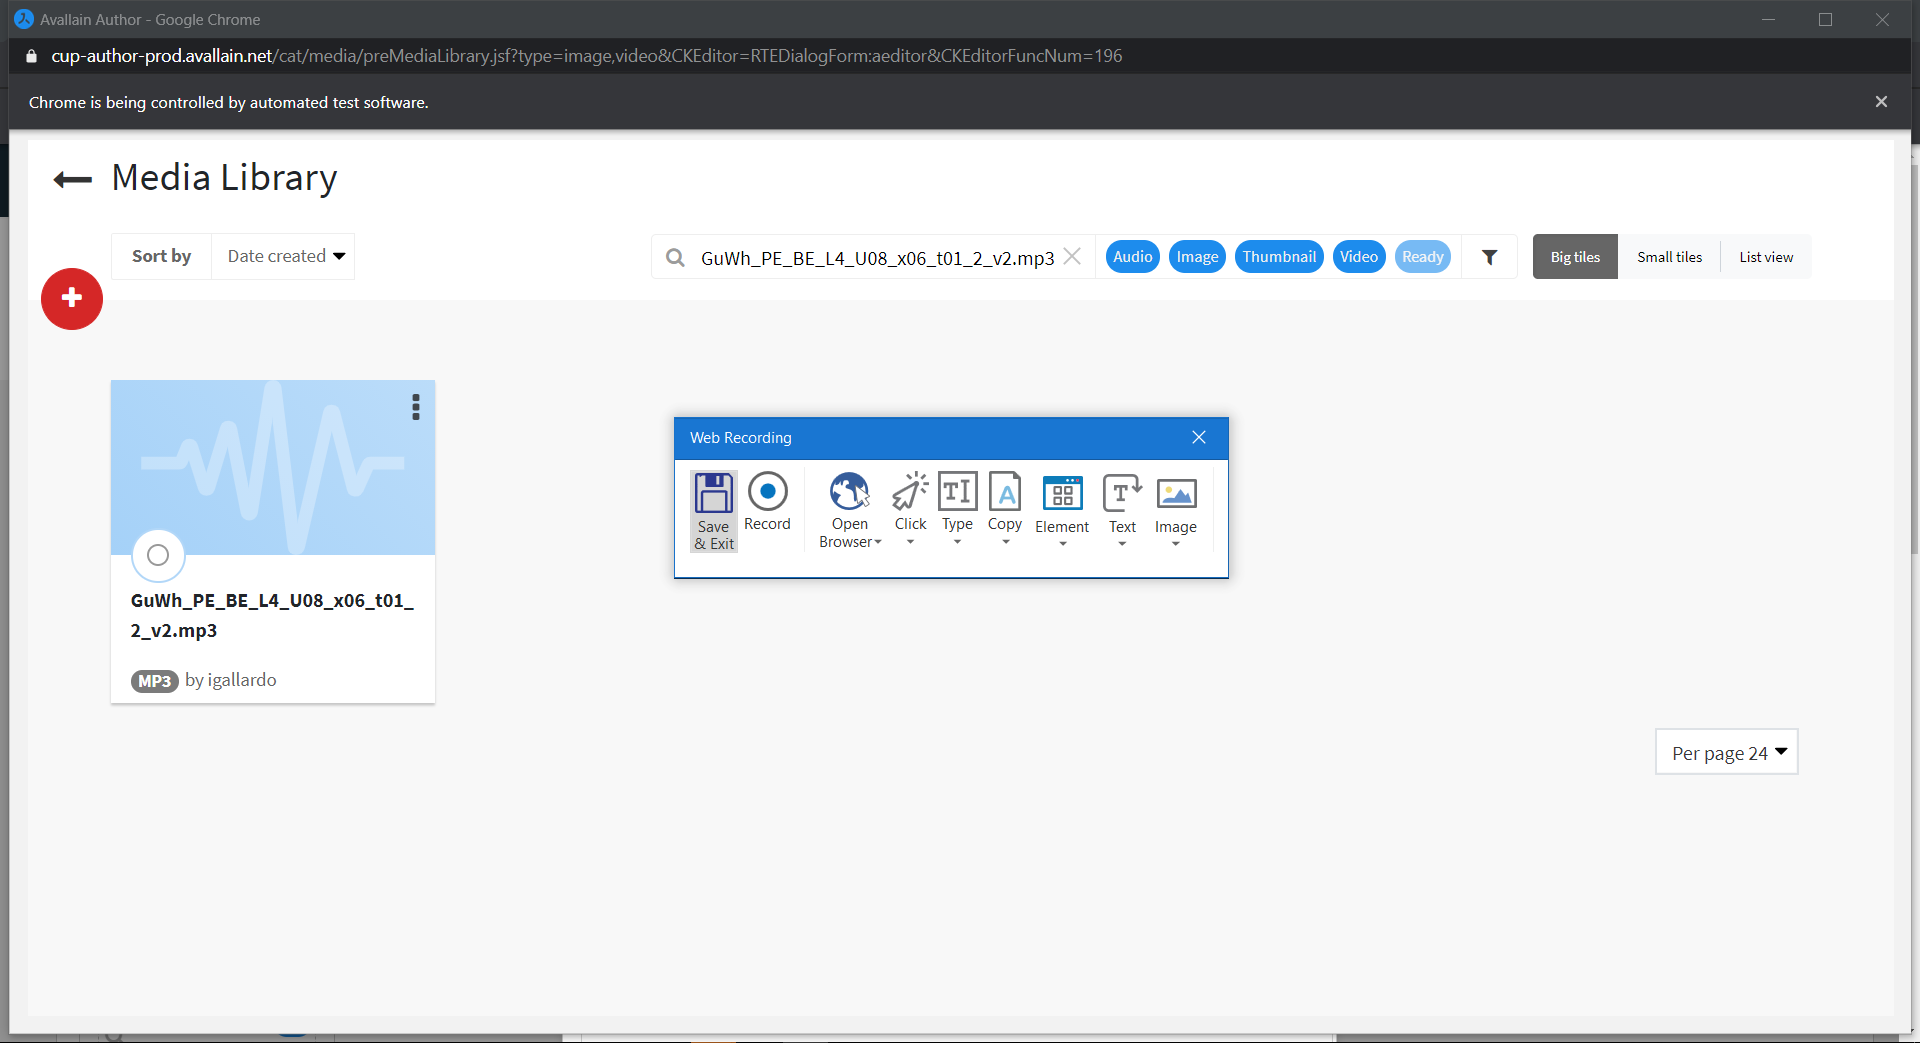 Avallain Author - Google Chrome
cup-author-prod.avallain.net/cat/media/preMediaLibrary.jsf?type=image,video&CKEditor=RTEDialogForm:aeditor&CKEditorFuncNum=196
Chrome is being controlled by automated test software.
Media Library
Sort by Date created
GuWh_PE_BE_L4_U08_x06_t01_2_v2.mp3 Audio Image Thumbnail Video Ready Big tiles Small tiles List view
Web Recording
Save & Exit Record Open Browser Click Type Copy Element Text Image
GuWh_PE_BE_L4_U08_x06_t01_
2_v2.mp3
MP3 by igallardo
Per page 24